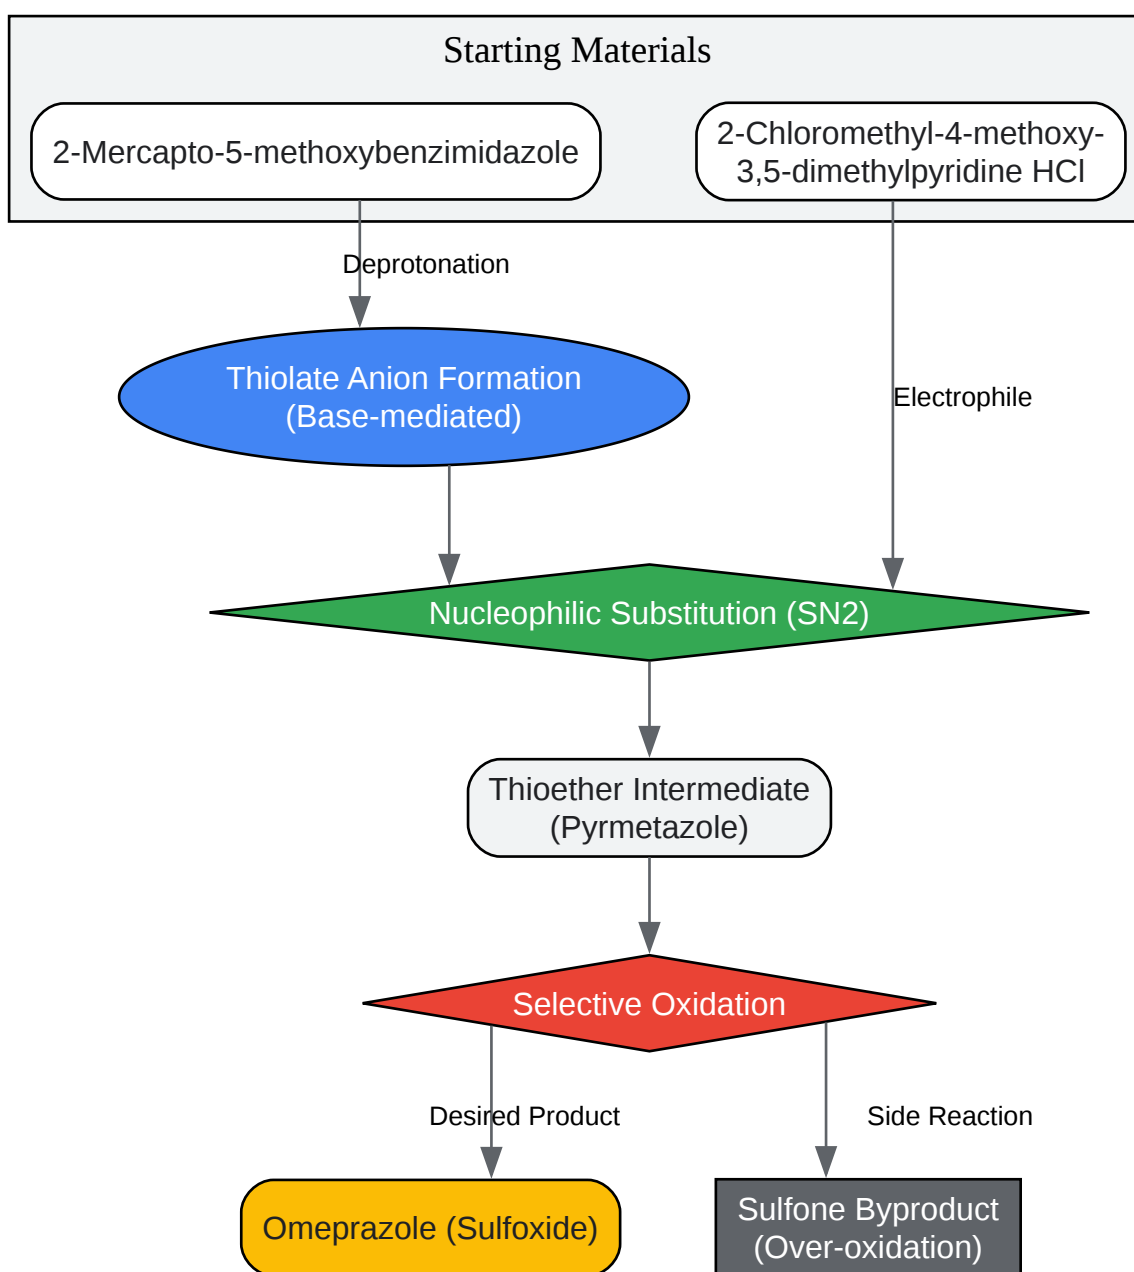 Starting Materials
2-Mercapto-5-methoxybenzimidazole
2-Chloromethyl-4-methoxy-
3,5-dimethylpyridine HCl
Deprotonation
Thiolate Anion Formation
(Base-mediated)
Electrophile
Nucleophilic Substitution (SN2)
Thioether Intermediate
(Pyrmetazole)
Selective Oxidation
Desired Product
Side Reaction
Omeprazole (Sulfoxide)
Sulfone Byproduct
(Over-oxidation)